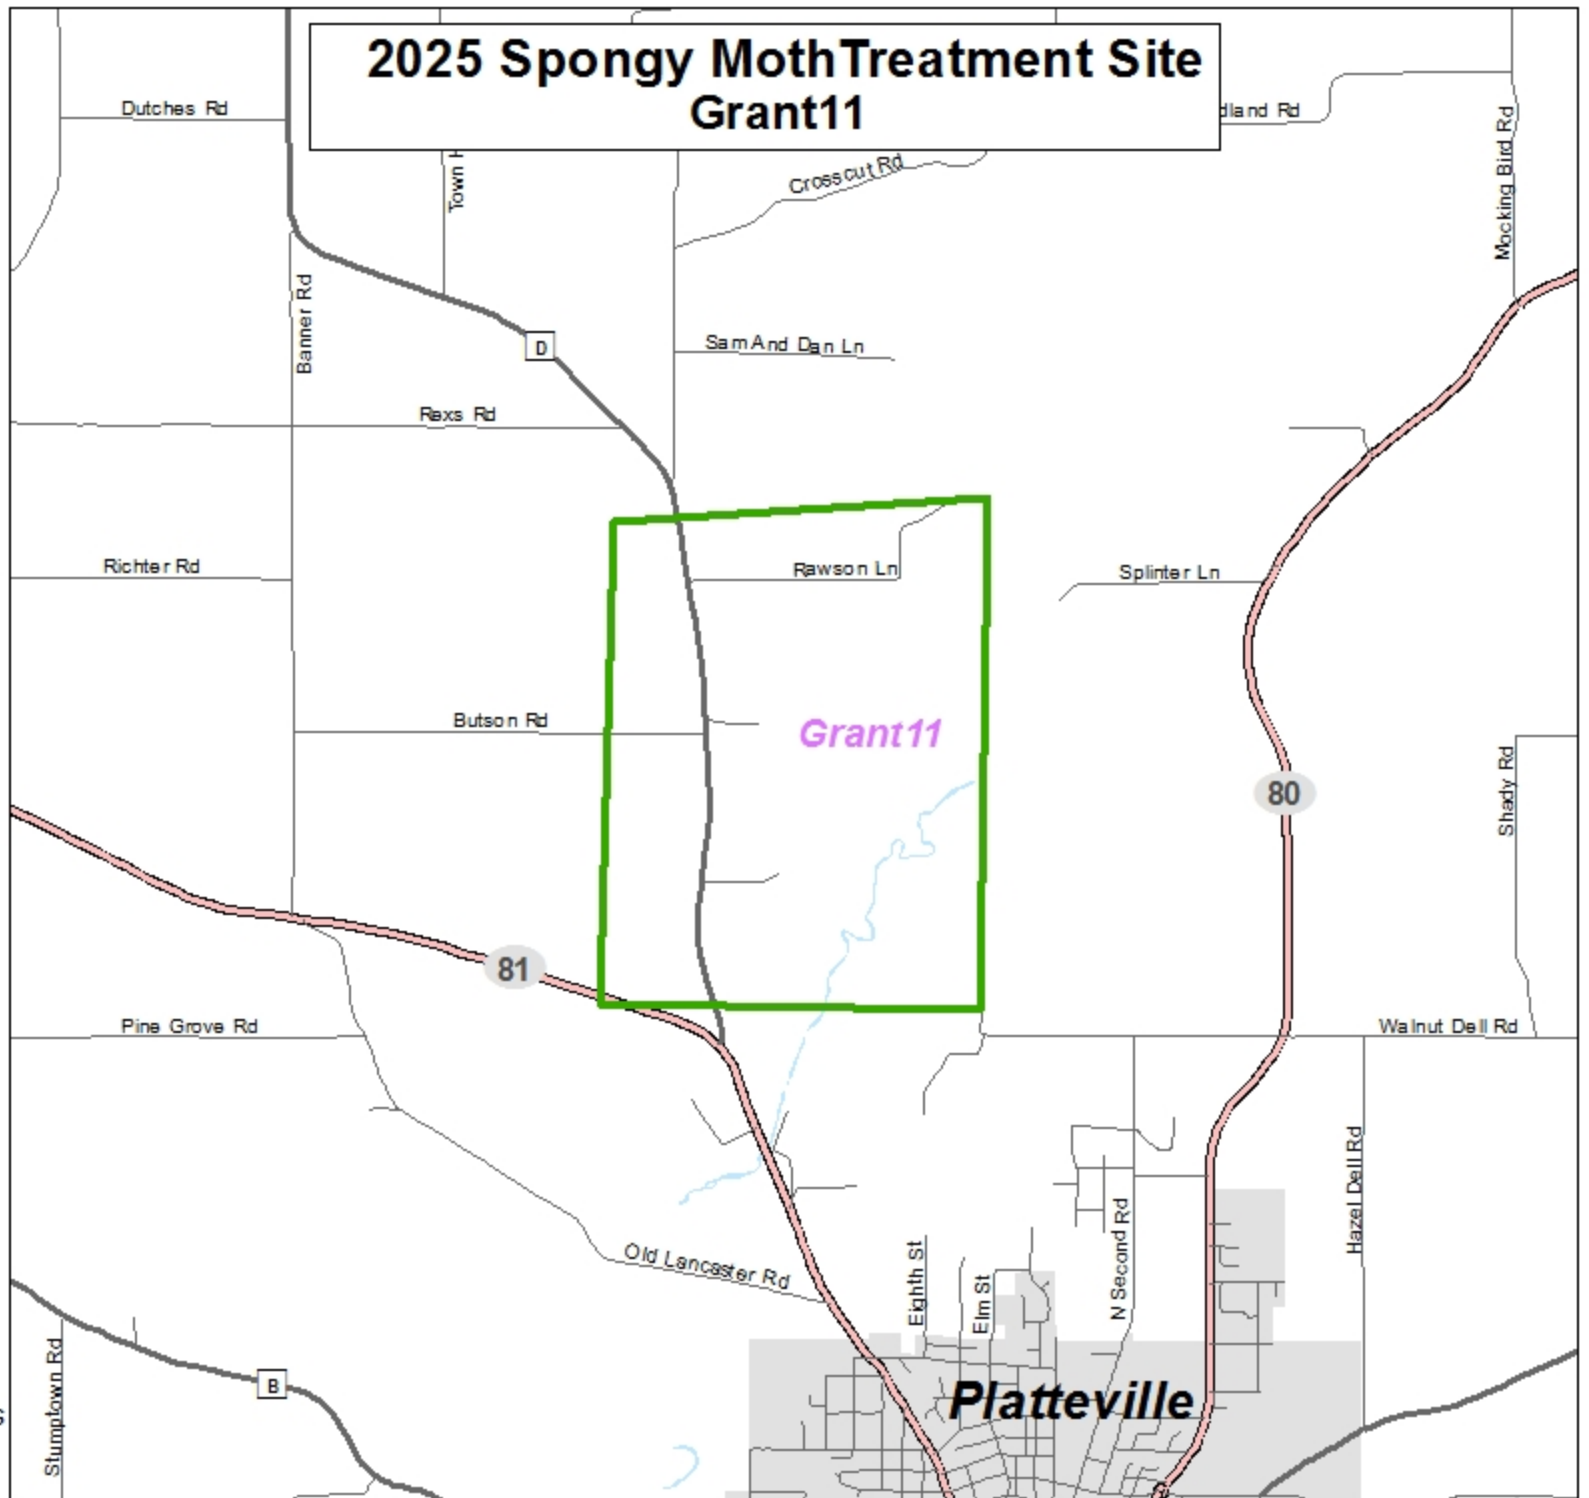 2025 Spongy MothTreatment Site
Grant11
Dutches Rd
Crosscut Rd
Mocking Bird Rd
Town
Banner Rd
D
Sam And Dan Ln
Rexs Rd
Richter Rd
Rawson Ln
Splinter Ln
Butson Rd
Grant11
80
Shady Rd
81
Pine Grove Rd
Walnut Dell Rd
Hazel Dell Rd
N Second Rd
Old Lancaster Rd
Eighth St
Elm St
Stumptown Rd
B
Platteville